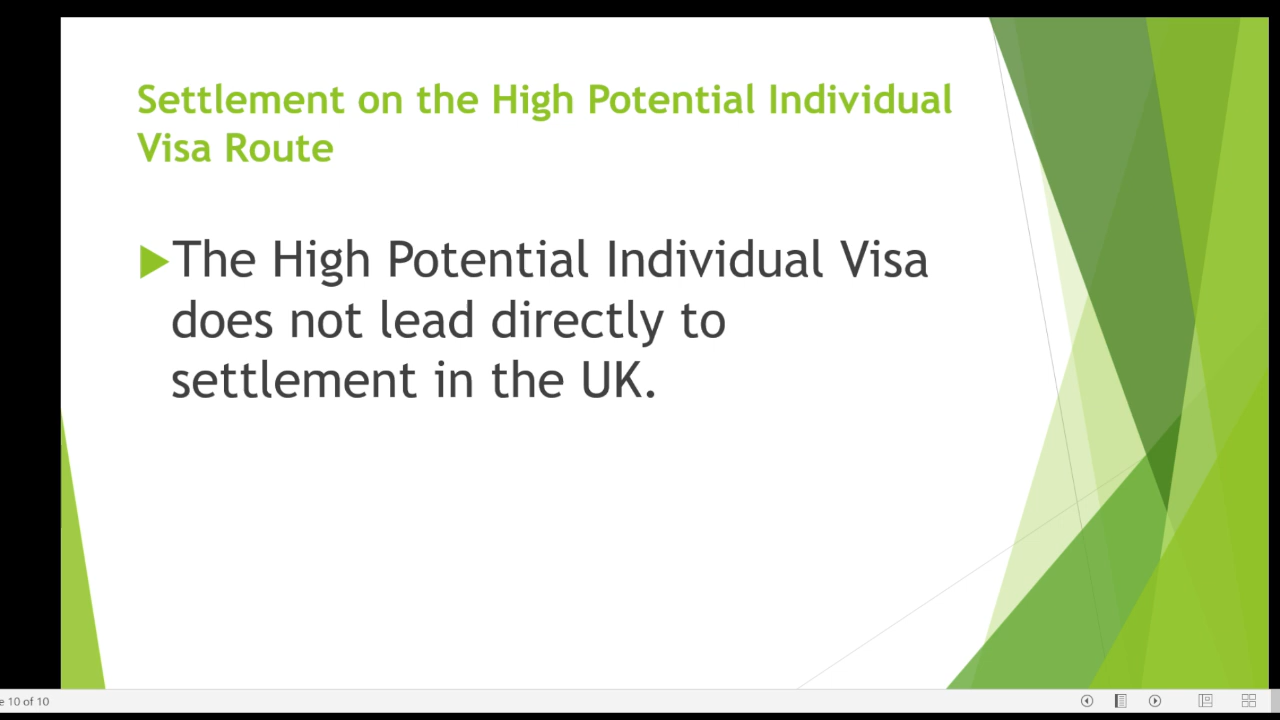 Settlement on the High Potential Individual
Visa Route
The High Potential Individual Visa
does not lead directly to
settlement in the UK.
e 10 of 10